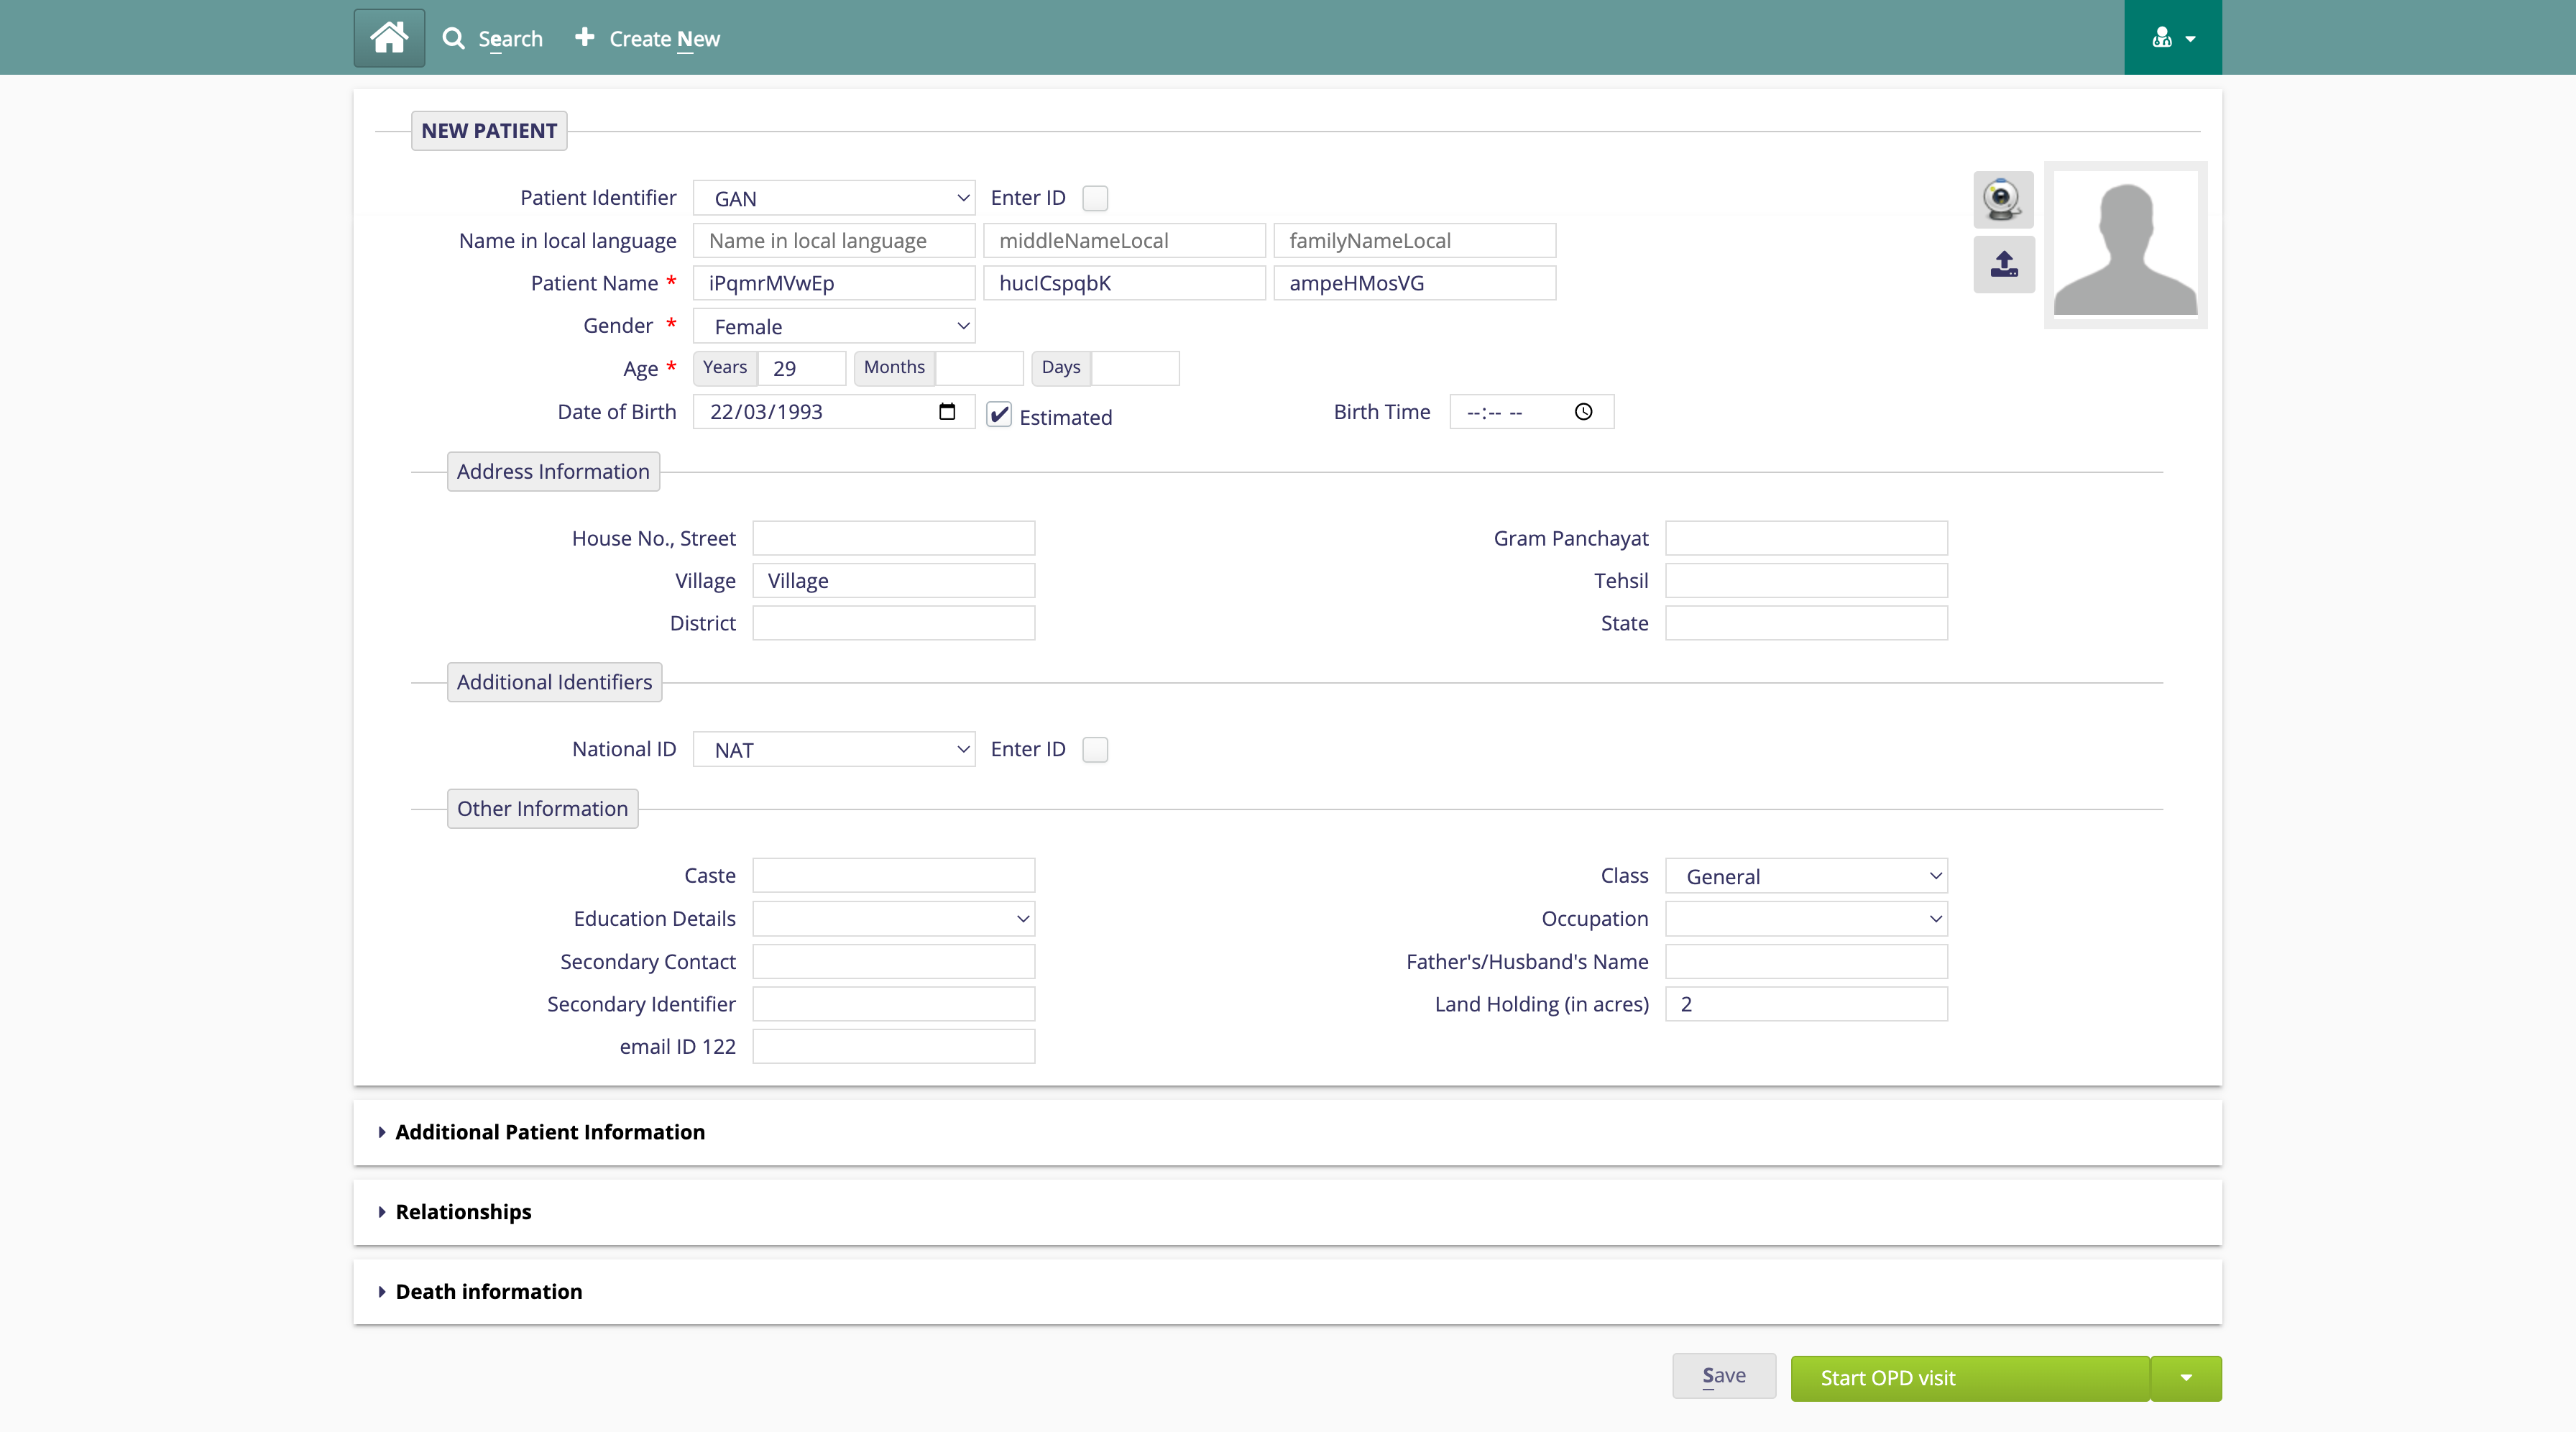 Search Create New
NEW PATIENT
Patient Identifier GAN Enter ID
Name in local language Name in local language middleNameLocal familyNameLocal
Patient Name * iPqmrMVwEp huclCspqbK ampeHMosVG
Gender * Female
Age * Years 29 Months Days
Date of Birth 22/03/1993 Estimated Birth Time --:-- --
Address Information
House No., Street Gram Panchayat
Village Village Tehsil
District State
Additional Identifiers
National ID NAT Enter ID
Other Information
Caste Class General
Education Details Occupation
Secondary Contact Father's/Husband's Name
Secondary Identifier Land Holding (in acres) 2
email ID 122
Additional Patient Information
Relationships
Death information
Save Start OPD visit